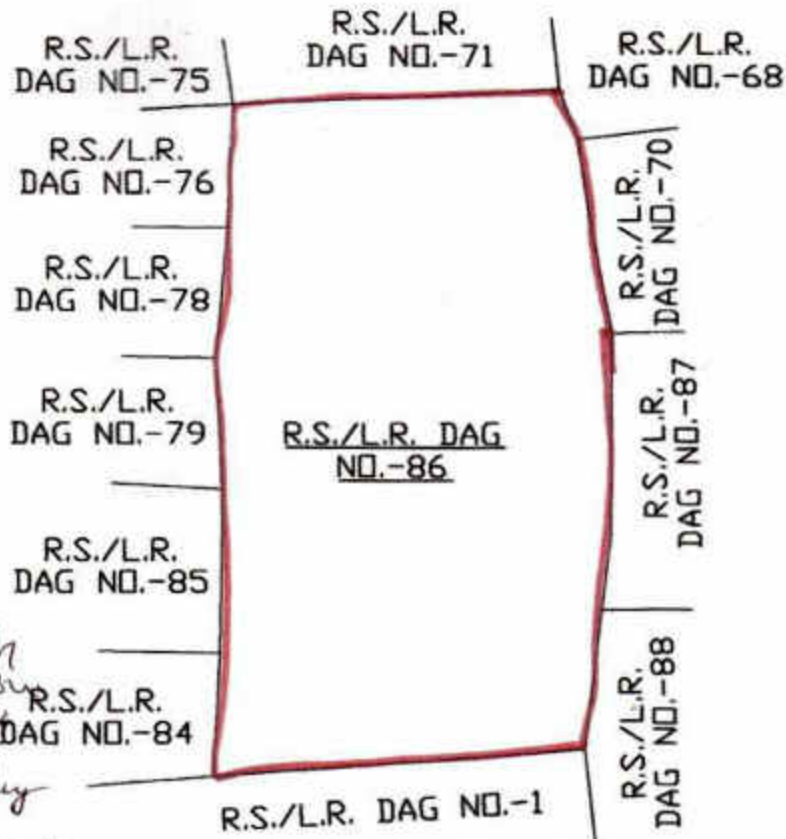 R.S./L.R.
DAG NO.-71
R.S./L.R.
DAG NO.-75
R.S./L.R.
DAG NO.-68
R.S./L.R.
DAG NO.-76
R.S./L.R.
DAG NO.-70
R.S./L.R.
DAG NO.-78
R.S./L.R.
DAG NO.-79
R.S./L.R. DAG
NO.-86
R.S./L.R.
DAG NO.-87
R.S./L.R.
DAG NO.-85
R.S./L.R.
DAG NO.-84
R.S./L.R.
DAG NO.-88
R.S./L.R. DAG NO.-1